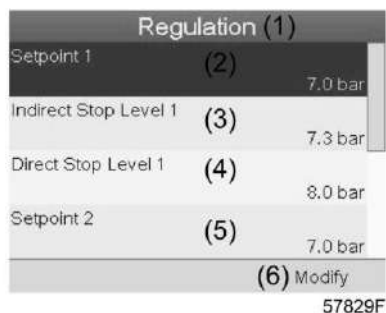 Regulation (1)
Setpoint 1 (2)
7.0 bar
Indirect Stop Level 1 (3)
7.3 bar
Direct Stop Level 1 (4)
8.0 bar
Setpoint 2 (5)
7.0 bar
(6) Modify
57829F